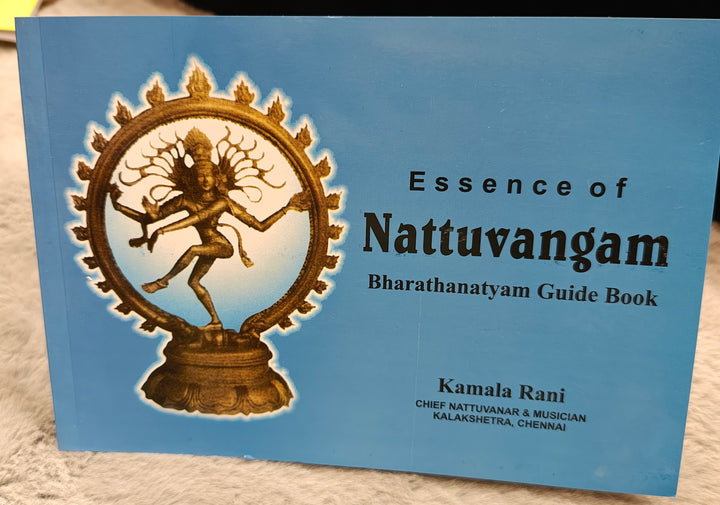 Essence of
Nattuvangam
Bharathanatyam Guide Book
Kamala Rani
CHIEF NATTUVANAR & MUSICIAN
KALAKSHETRA, CHENNAI